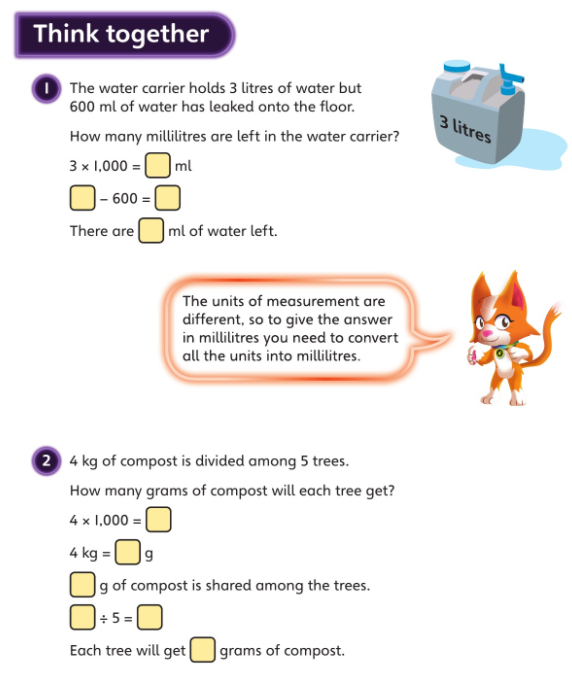 Think together
1 The water carrier holds 3 litres of water but
600 ml of water has leaked onto the floor.
How many millilitres are left in the water carrier?
3 × 1,000 = ml
− 600 =
There are ml of water left.
3 litres
The units of measurement are
different, so to give the answer
in millilitres you need to convert
all the units into millilitres.
2 4 kg of compost is divided among 5 trees.
How many grams of compost will each tree get?
4 × 1,000 =
4 kg = g
g of compost is shared among the trees.
÷ 5 =
Each tree will get grams of compost.